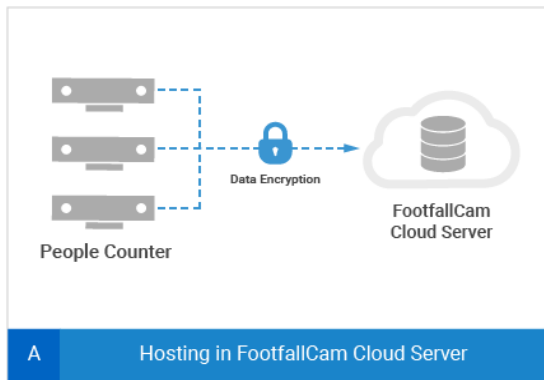 Data Encryption
People Counter
FootfallCam
Cloud Server
A
Hosting in FootfallCam Cloud Server